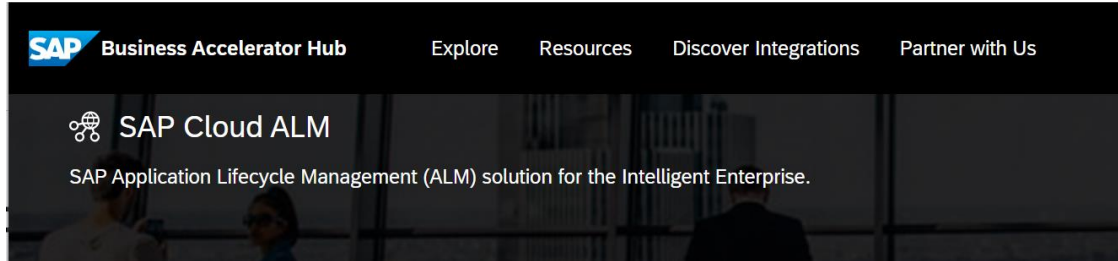 SAP Business Accelerator Hub Explore Resources Discover Integrations Partner with Us
SAP Cloud ALM
SAP Application Lifecycle Management (ALM) solution for the Intelligent Enterprise.